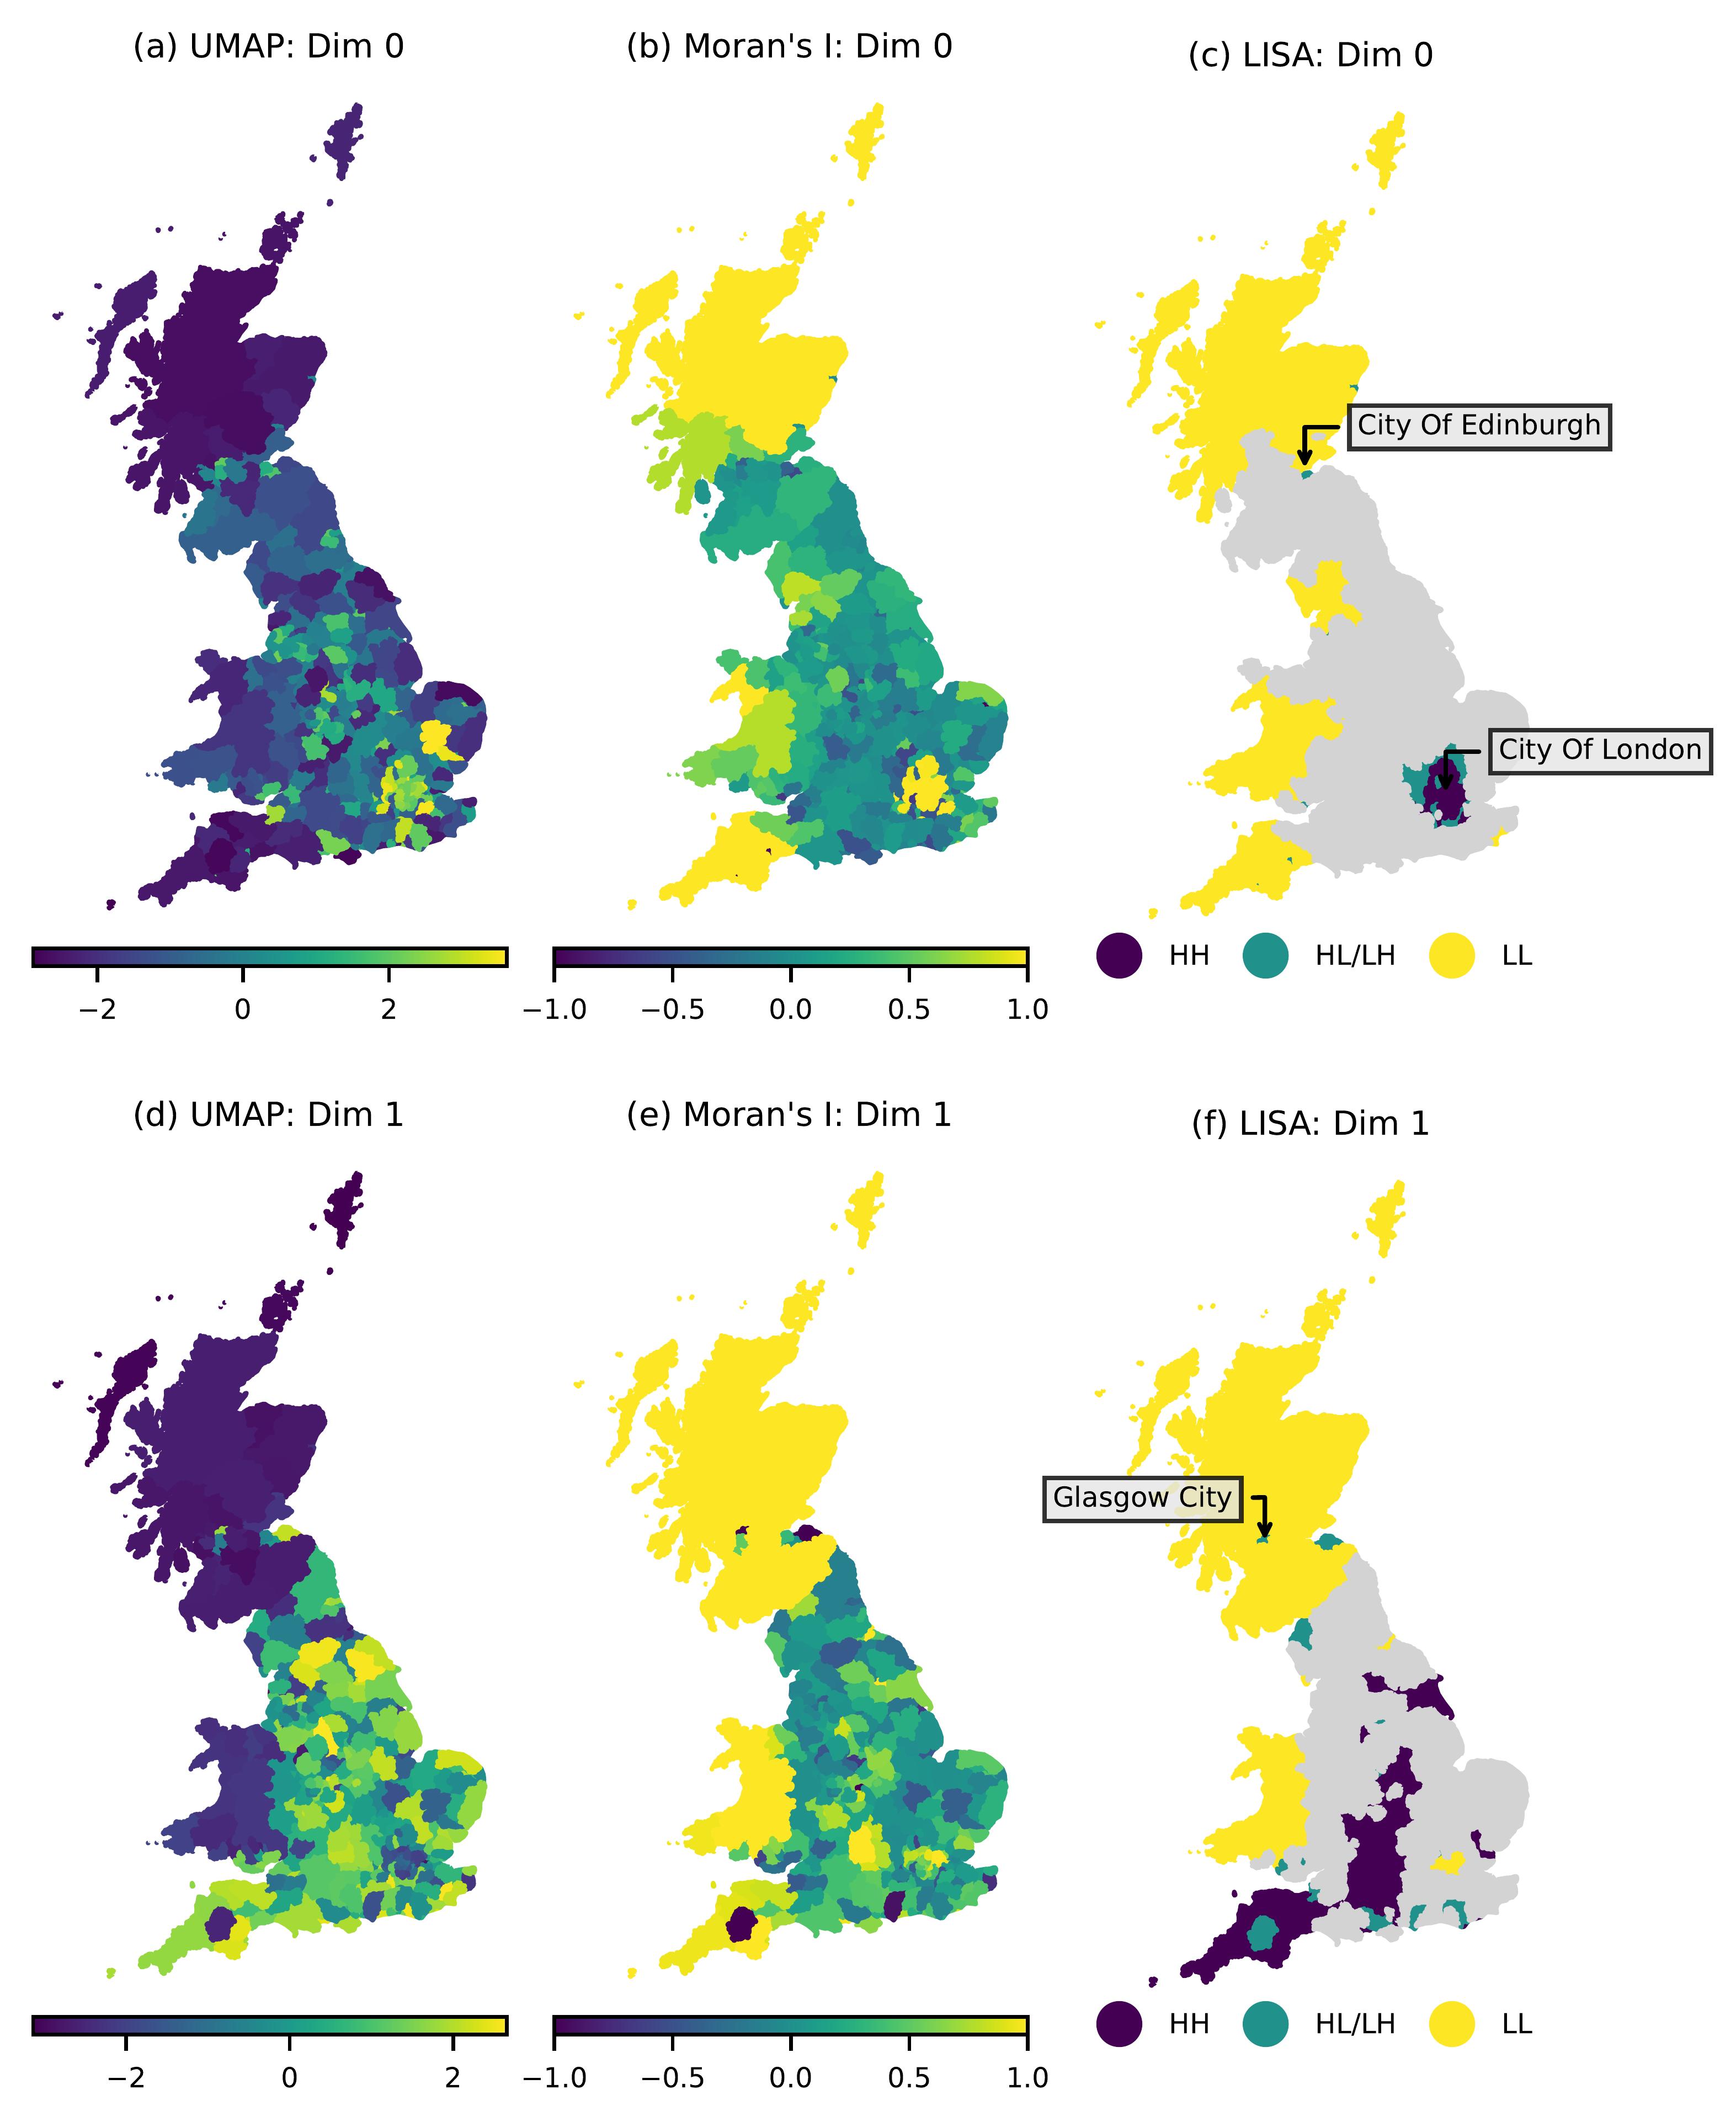 (a) UMAP: Dim 0
(b) Moran's I: Dim 0
(c) LISA: Dim 0
City Of Edinburgh
City Of London
HH HL/LH LL
−2 0 2
−1.0 −0.5 0.0 0.5 1.0
(d) UMAP: Dim 1
(e) Moran's I: Dim 1
(f) LISA: Dim 1
Glasgow City
HH HL/LH LL
−2 0 2
−1.0 −0.5 0.0 0.5 1.0